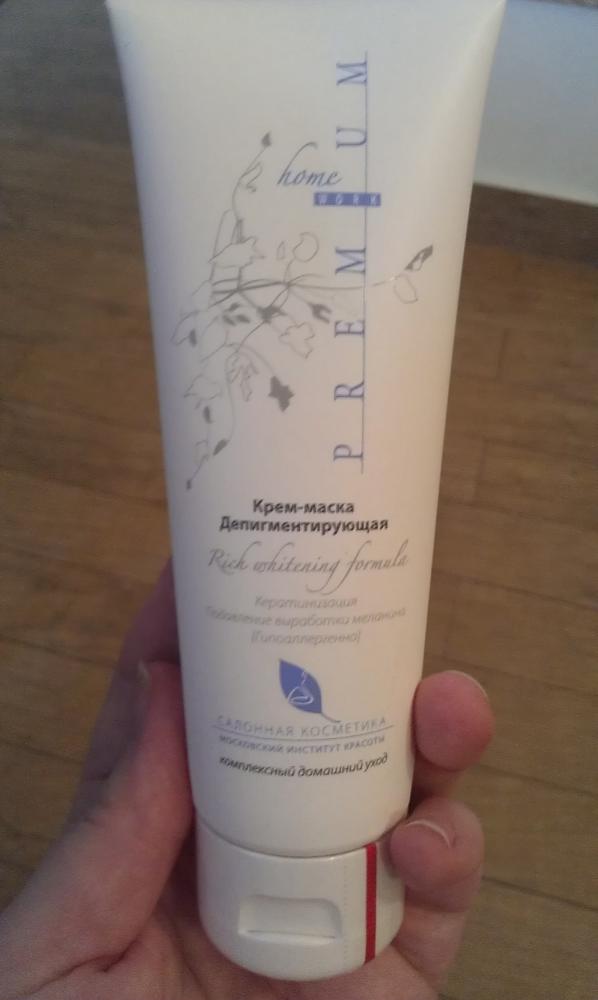 home
WORK
PREMIUM
Крем-маска
Депигментирующая
Rich whitening formula
Кератинизация
Подавление выработки меланина
(Гипоаллергенно)
САЛОННАЯ КОСМЕТИКА
МОСКОВСКИЙ ИНСТИТУТ КРАСОТЫ
комплексный домашний уход